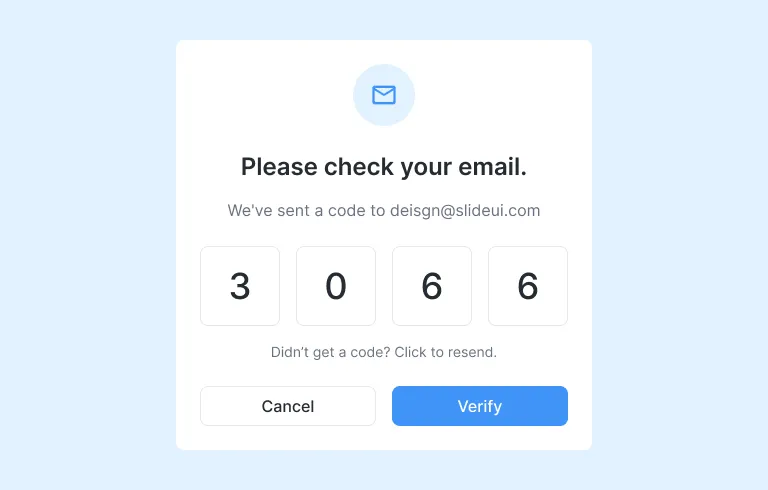 Please check your email.
We've sent a code to deisgn@slideui.com
3 0 6 6
Didn’t get a code? Click to resend.
Cancel Verify